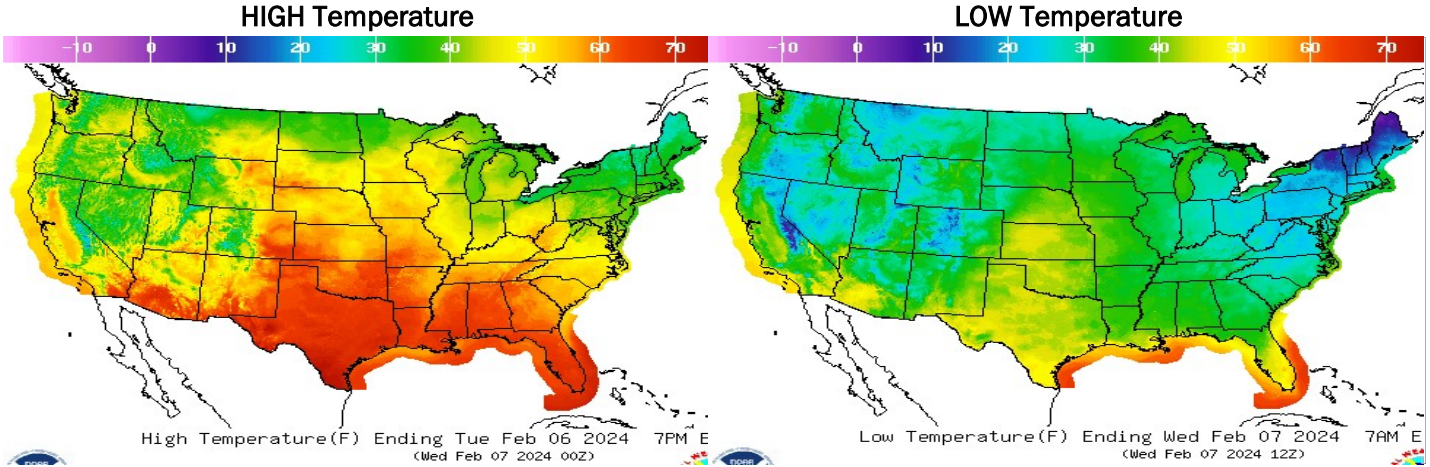 HIGH Temperature
LOW Temperature
-10 0 10 20 30 40 50 60 70
-10 0 10 20 30 40 50 60 70
High Temperature(F) Ending Tue Feb 06 2024 7PM E
(Wed Feb 07 2024 00Z)
Low Temperature(F) Ending Wed Feb 07 2024 7AM E
(Wed Feb 07 2024 12Z)